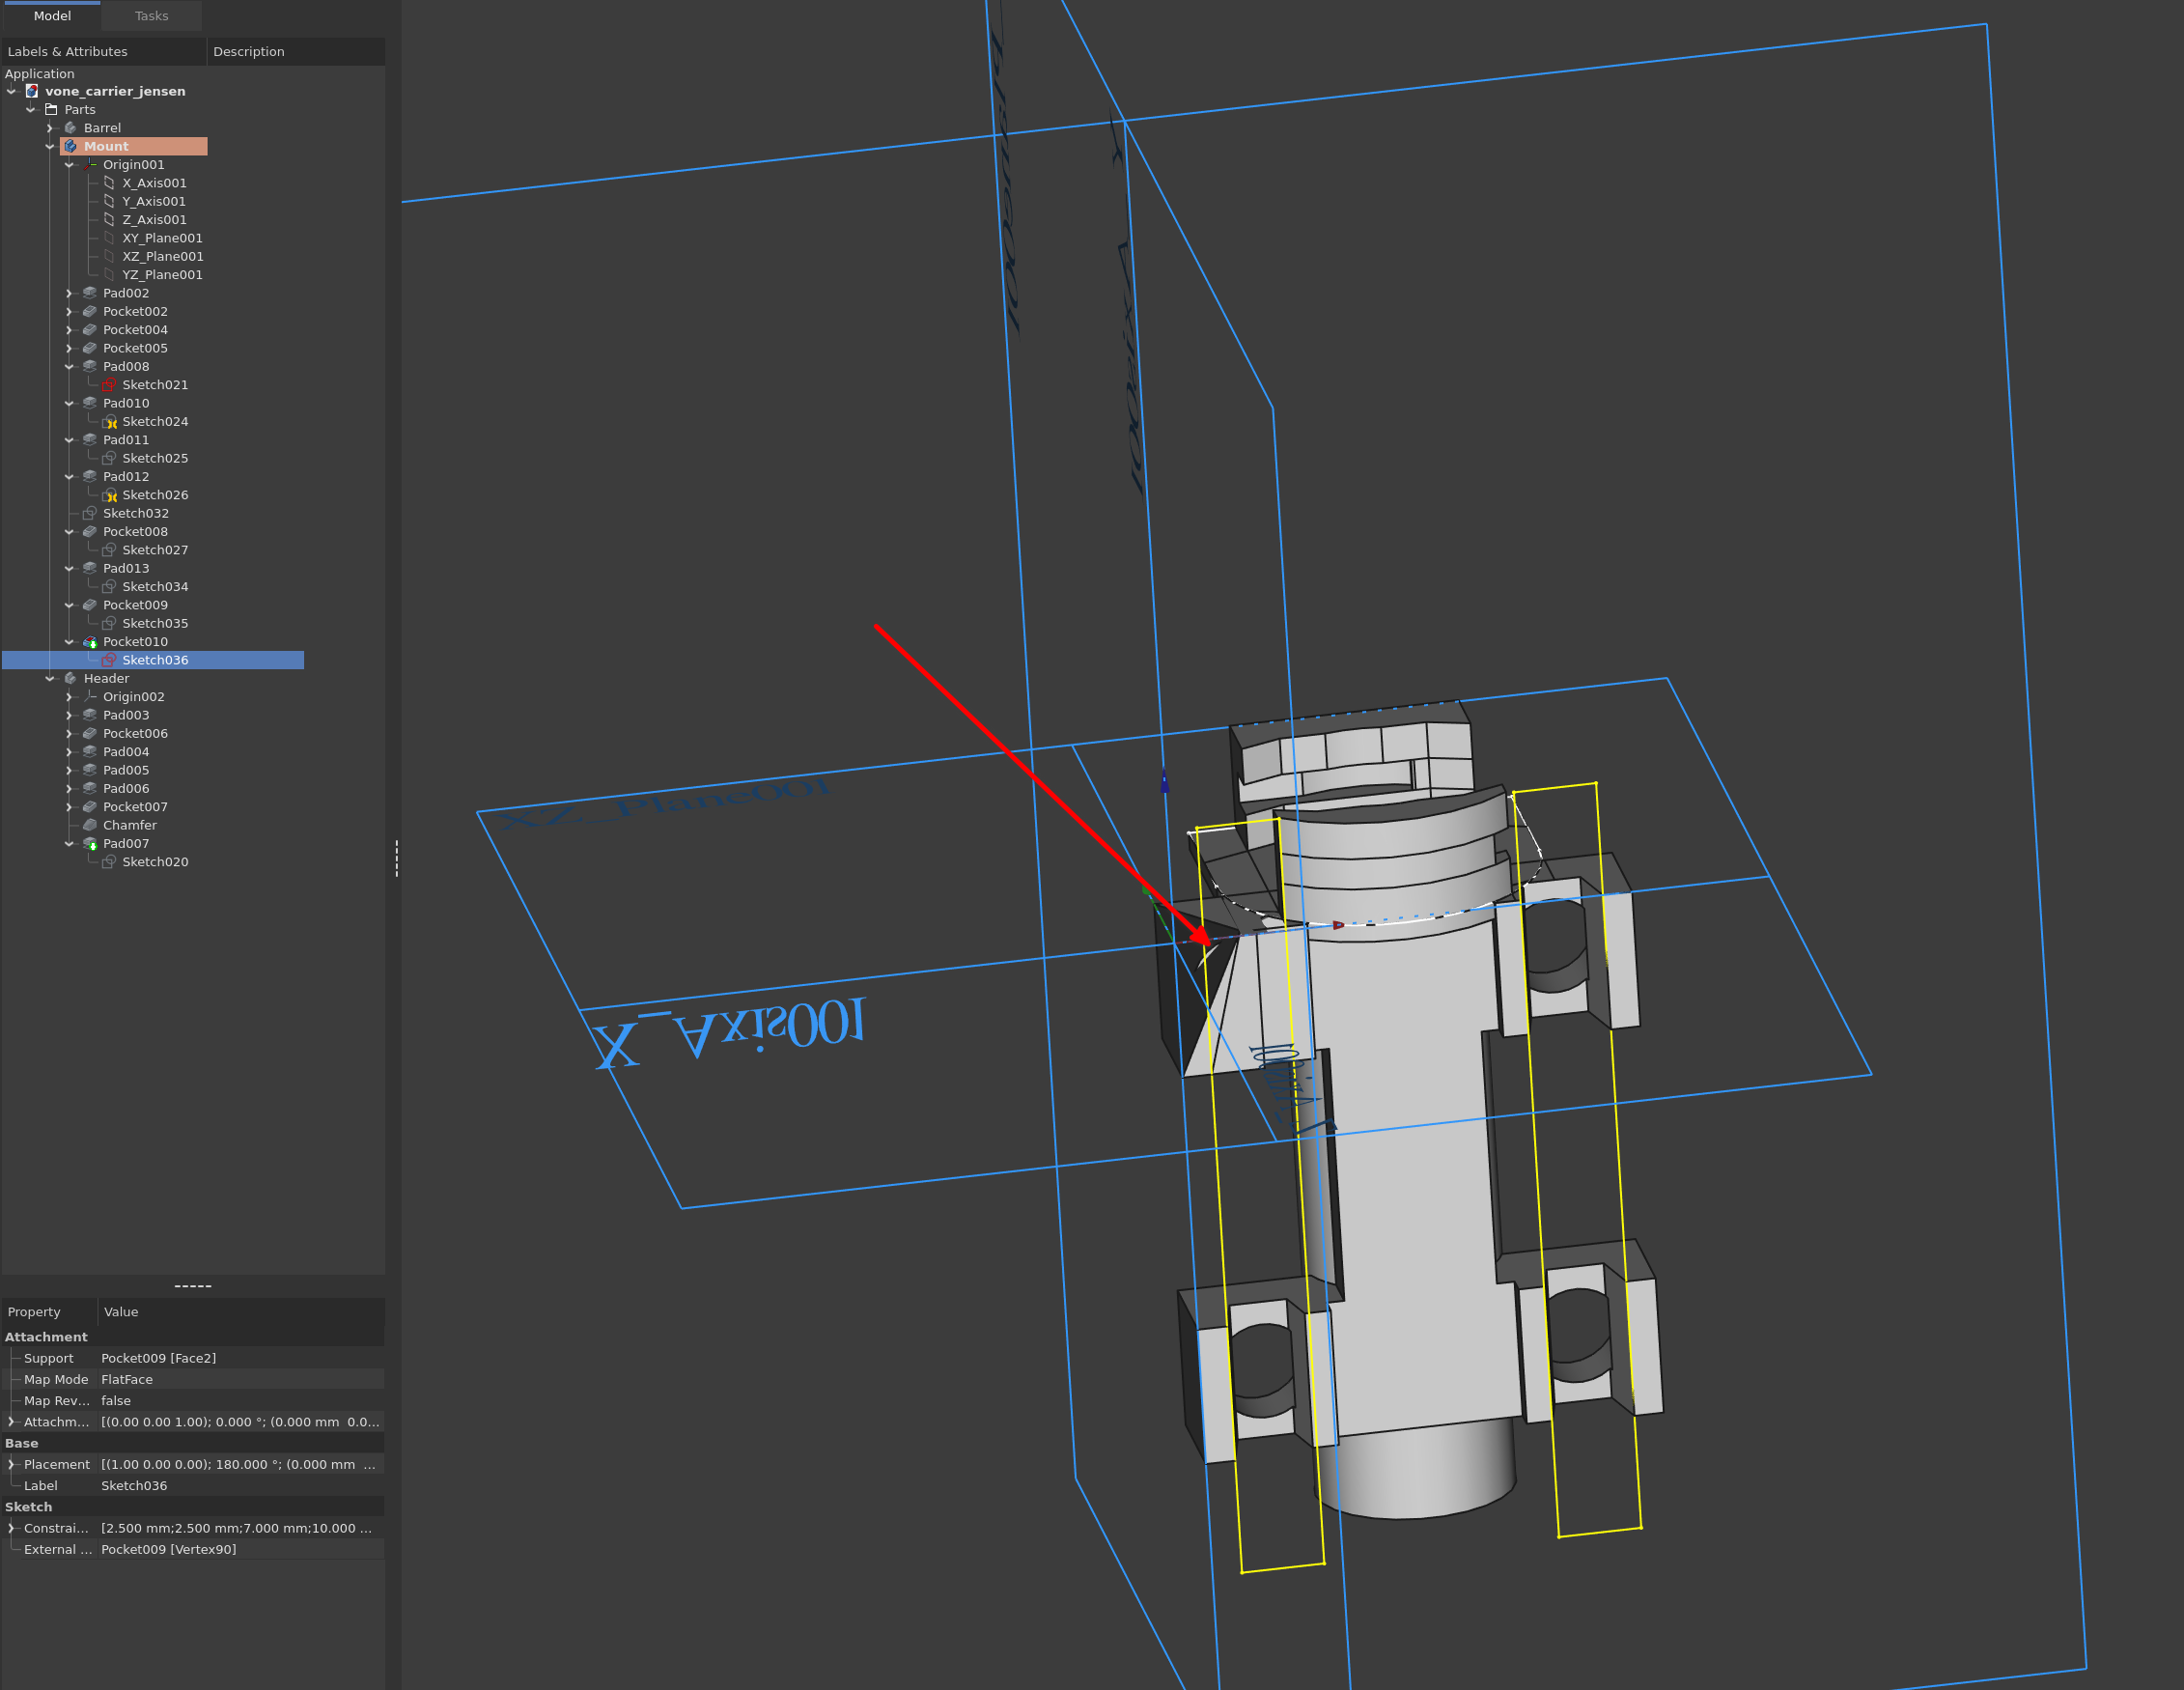 Model Tasks
Labels & Attributes Description
Application
vone_carrier_jensen
Parts
Barrel
Mount
Origin001
X_Axis001
Y_Axis001
Z_Axis001
XY_Plane001
XZ_Plane001
YZ_Plane001
Pad002
Pocket002
Pocket004
Pocket005
Pad008
Sketch021
Pad010
Sketch024
Pad011
Sketch025
Pad012
Sketch026
Sketch032
Pocket008
Sketch027
Pad013
Sketch034
Pocket009
Sketch035
Pocket010
Sketch036
Header
Origin002
Pad003
Pocket006
Pad004
Pad005
Pad006
Pocket007
Chamfer
Pad007
Sketch020
Property Value
Attachment
Support Pocket009 [Face2]
Map Mode FlatFace
Map Rev... false
Attachm... [(0.00 0.00 1.00); 0.000 °; (0.000 mm 0.0...
Base
Placement [(1.00 0.00 0.00); 180.000 °; (0.000 mm ...
Label Sketch036
Sketch
Constrai... [2.500 mm;2.500 mm;7.000 mm;10.000 ...
External ... Pocket009 [Vertex90]
XZ_Plane001
X_Axis001